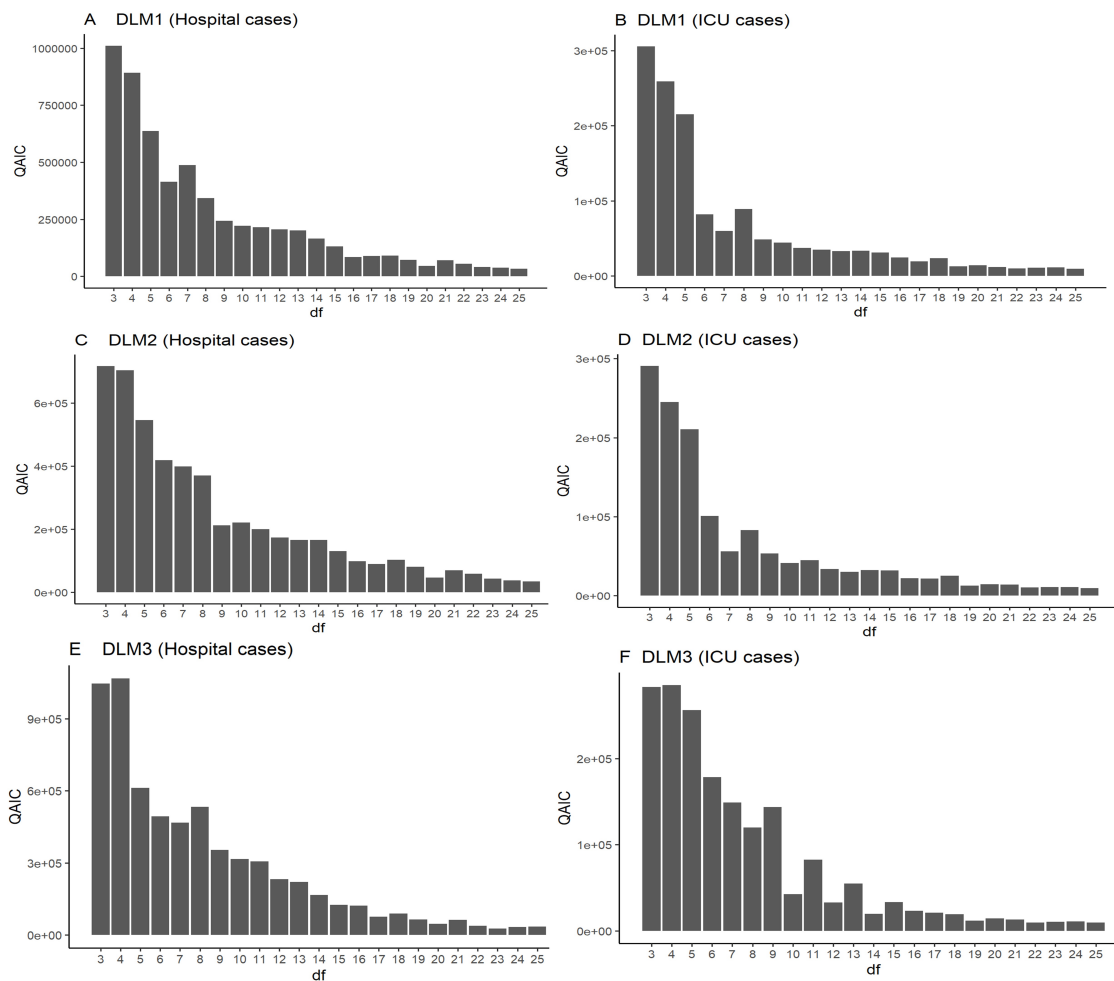 A DLM1 (Hospital cases)
QAIC
1000000
750000
500000
250000
0
3 4 5 6 7 8 9 10 11 12 13 14 15 16 17 18 19 20 21 22 23 24 25
df
B DLM1 (ICU cases)
QAIC
3e+05
2e+05
1e+05
0e+00
3 4 5 6 7 8 9 10 11 12 13 14 15 16 17 18 19 20 21 22 23 24 25
df
C DLM2 (Hospital cases)
QAIC
6e+05
4e+05
2e+05
0e+00
3 4 5 6 7 8 9 10 11 12 13 14 15 16 17 18 19 20 21 22 23 24 25
df
D DLM2 (ICU cases)
QAIC
3e+05
2e+05
1e+05
0e+00
3 4 5 6 7 8 9 10 11 12 13 14 15 16 17 18 19 20 21 22 23 24 25
df
E DLM3 (Hospital cases)
QAIC
9e+05
6e+05
3e+05
0e+00
3 4 5 6 7 8 9 10 11 12 13 14 15 16 17 18 19 20 21 22 23 24 25
df
F DLM3 (ICU cases)
QAIC
2e+05
1e+05
0e+00
3 4 5 6 7 8 9 10 11 12 13 14 15 16 17 18 19 20 21 22 23 24 25
df